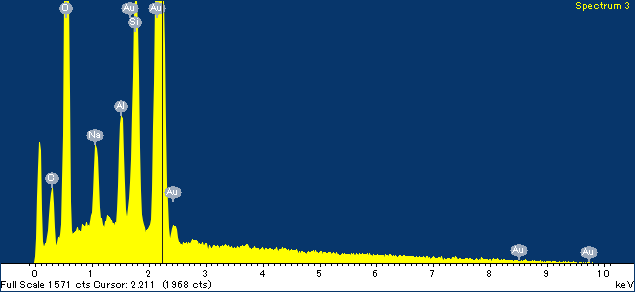 Spectrum 3
O Au Au
Si
Al
Na
C Au
Au Au
0 1 2 3 4 5 6 7 8 9 10
Full Scale 1571 cts Cursor: 2.211 (1968 cts) keV